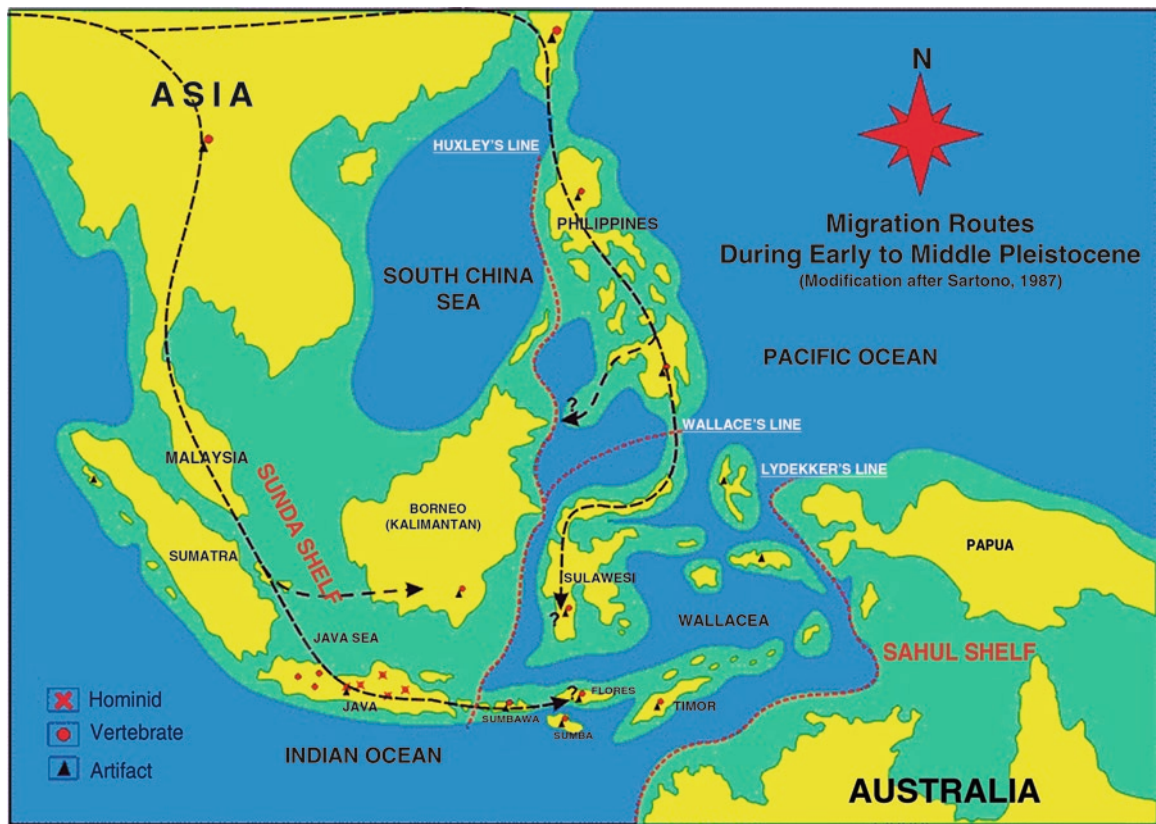 ASIA
N
HUXLEY'S LINE
PHILIPPINES
Migration Routes
During Early to Middle Pleistocene
(Modification after Sartono, 1987)
SOUTH CHINA
SEA
PACIFIC OCEAN
?
WALLACE'S LINE
LYDEKKER'S LINE
MALAYSIA
SUNDA SHELF
BORNEO
(KALIMANTAN)
SUMATRA
PAPUA
SULAWESI
?
WALLACEA
JAVA SEA
SAHUL SHELF
?
FLORES
JAVA
SUMBAWA
TIMOR
SUMBA
Hominid
Vertebrate
Artifact
INDIAN OCEAN
AUSTRALIA